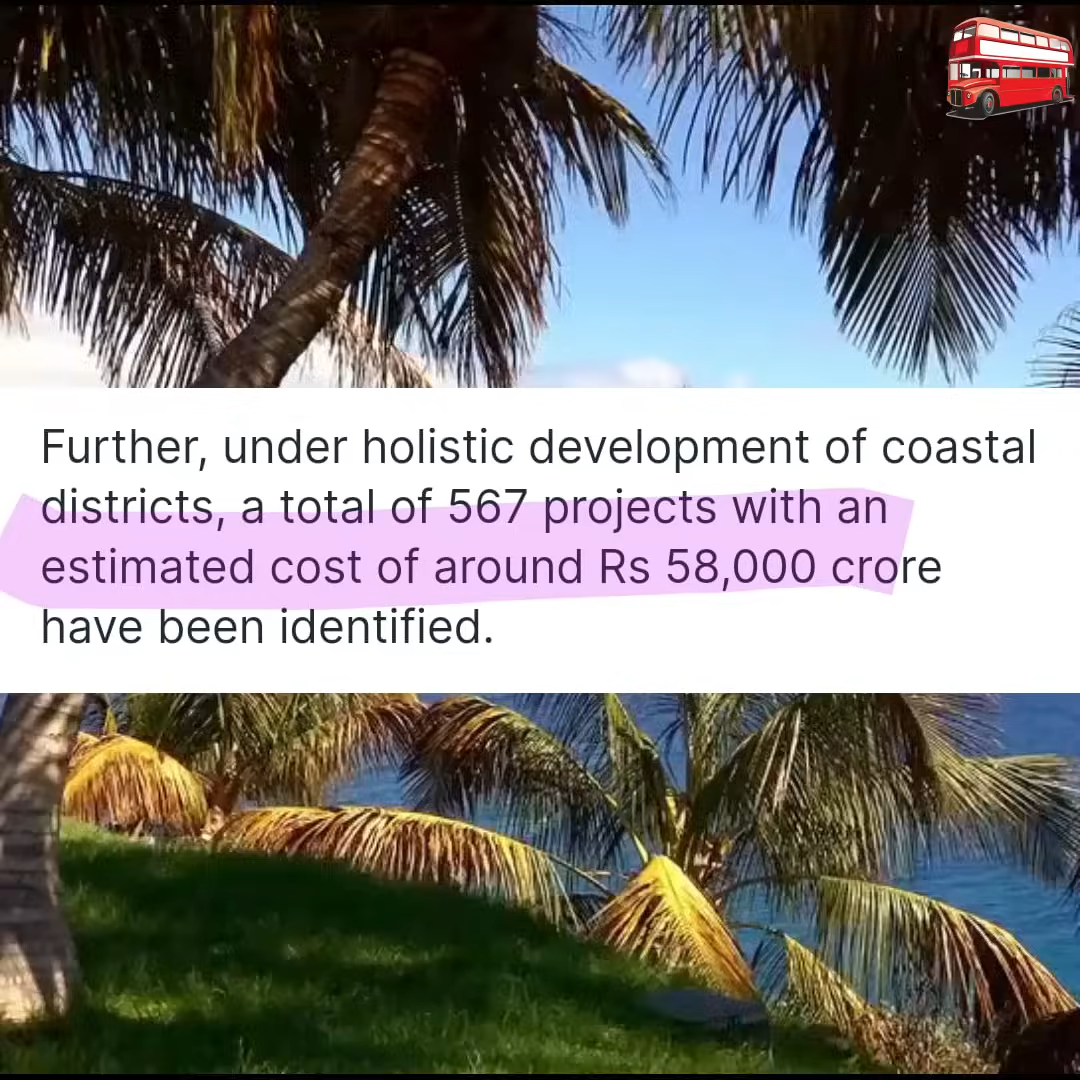 Further, under holistic development of coastal
districts, a total of 567 projects with an
estimated cost of around Rs 58,000 crore
have been identified.